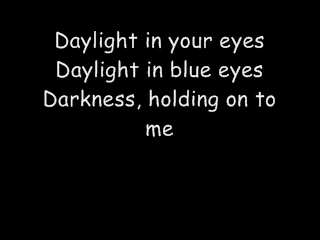 Daylight in your eyes
Daylight in blue eyes
Darkness, holding on to
me